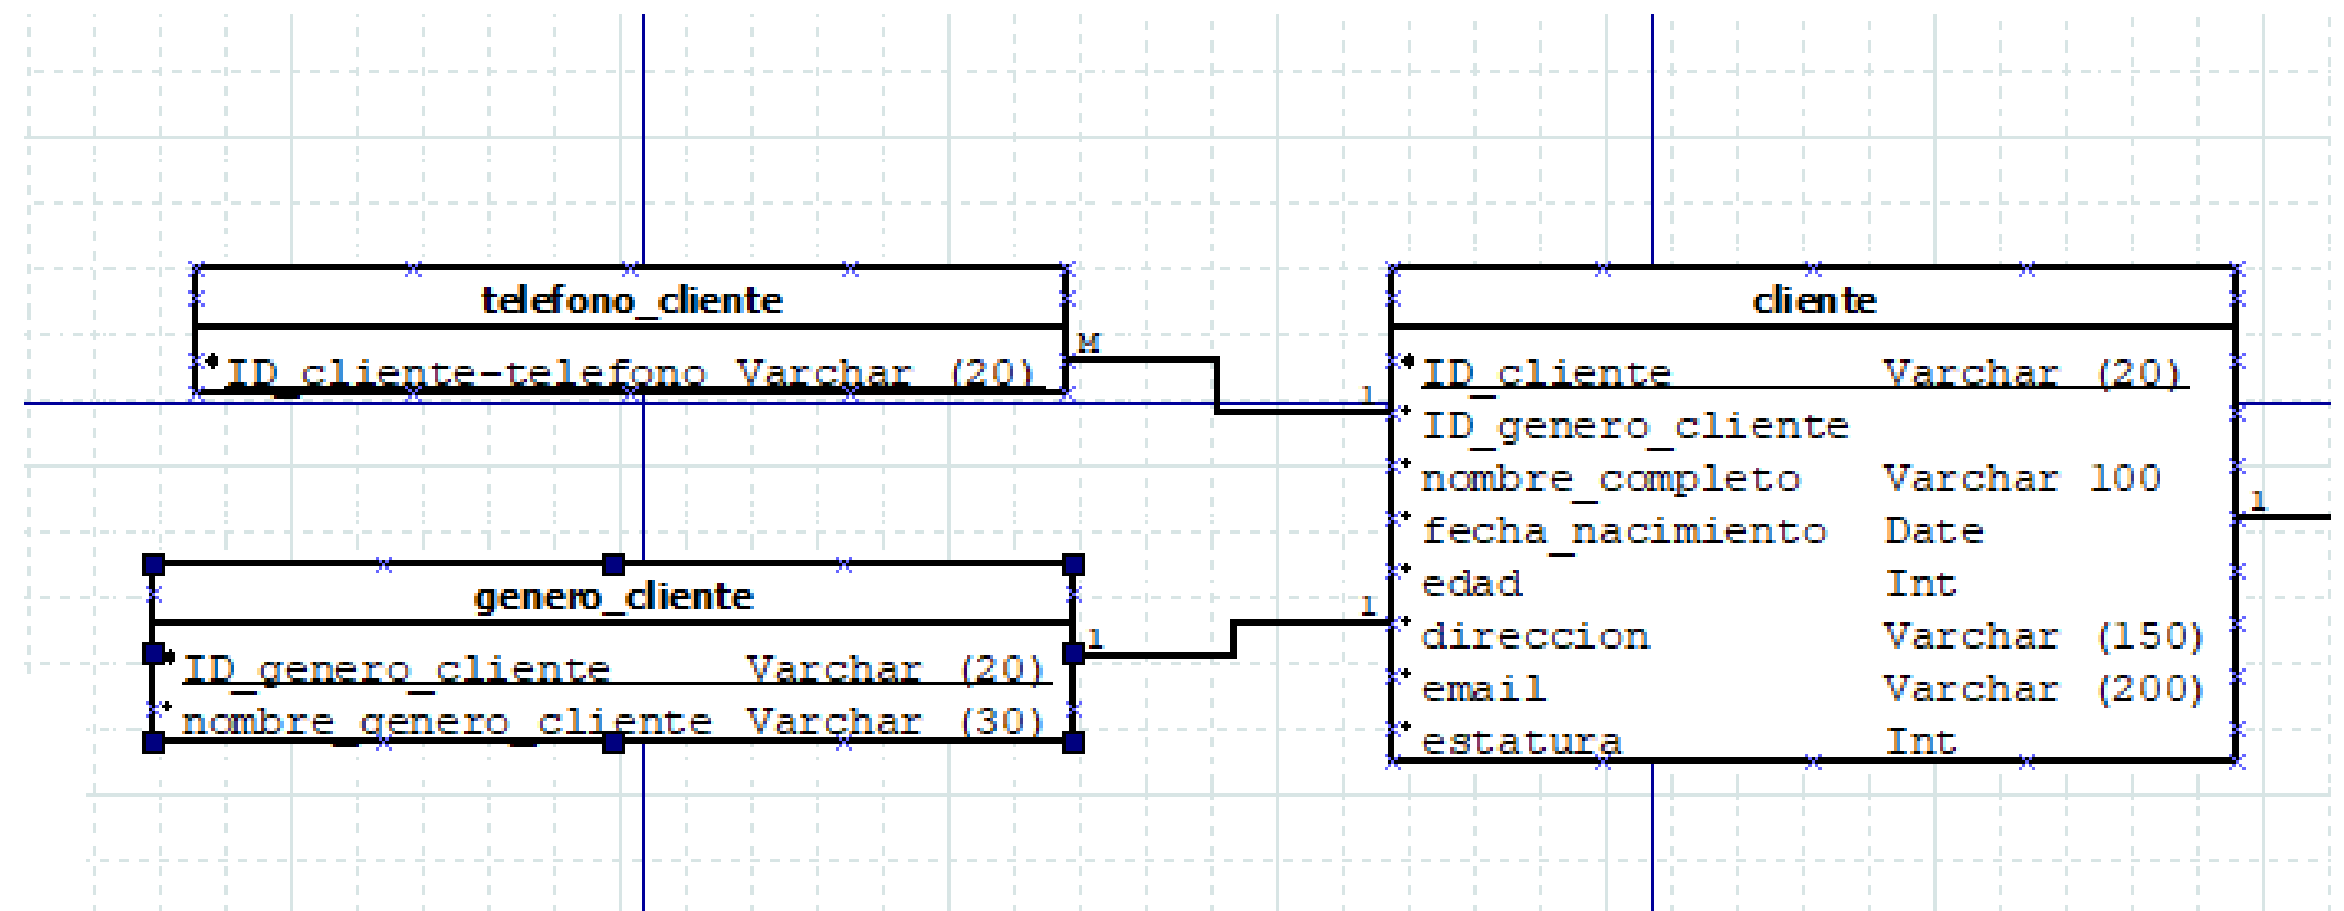 telefono_cliente
ID_cliente-telefono Varchar (20)
M
1
cliente
ID_cliente Varchar (20)
ID_genero_cliente
nombre_completo Varchar 100
fecha_nacimiento Date
edad Int
direccion Varchar (150)
email Varchar (200)
estatura Int
1
genero_cliente
ID_genero_cliente Varchar (20)
nombre_genero_cliente Varchar (30)
1
1